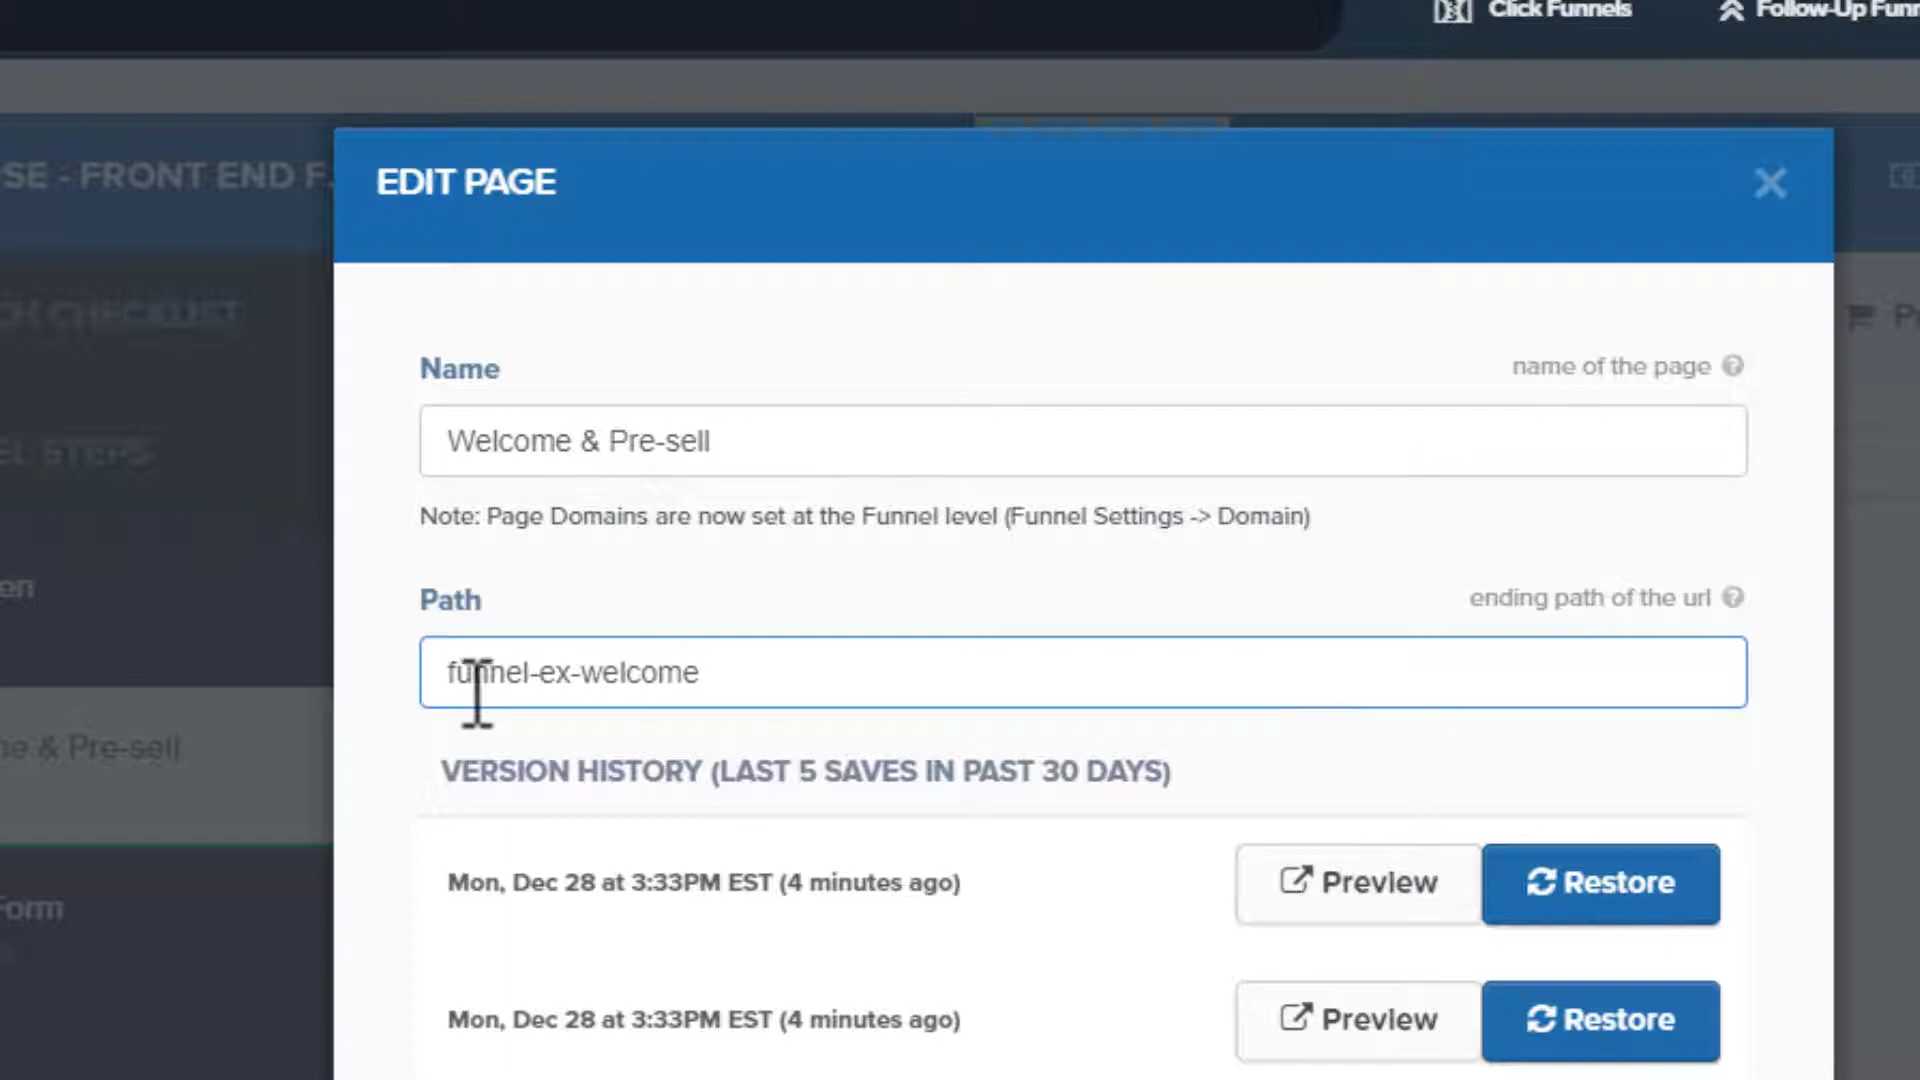 Click Funnels
Follow-Up Funn
SE - FRONT END F.
EDIT PAGE
CH CHECKLIST
Name
name of the page
Welcome & Pre-sell
EL STEPS
Note: Page Domains are now set at the Funnel level (Funnel Settings -> Domain)
en
Path
ending path of the url
funnel-ex-welcome
me & Pre-sell
VERSION HISTORY (LAST 5 SAVES IN PAST 30 DAYS)
Mon, Dec 28 at 3:33PM EST (4 minutes ago)
Preview
Restore
Form
Mon, Dec 28 at 3:33PM EST (4 minutes ago)
Preview
Restore